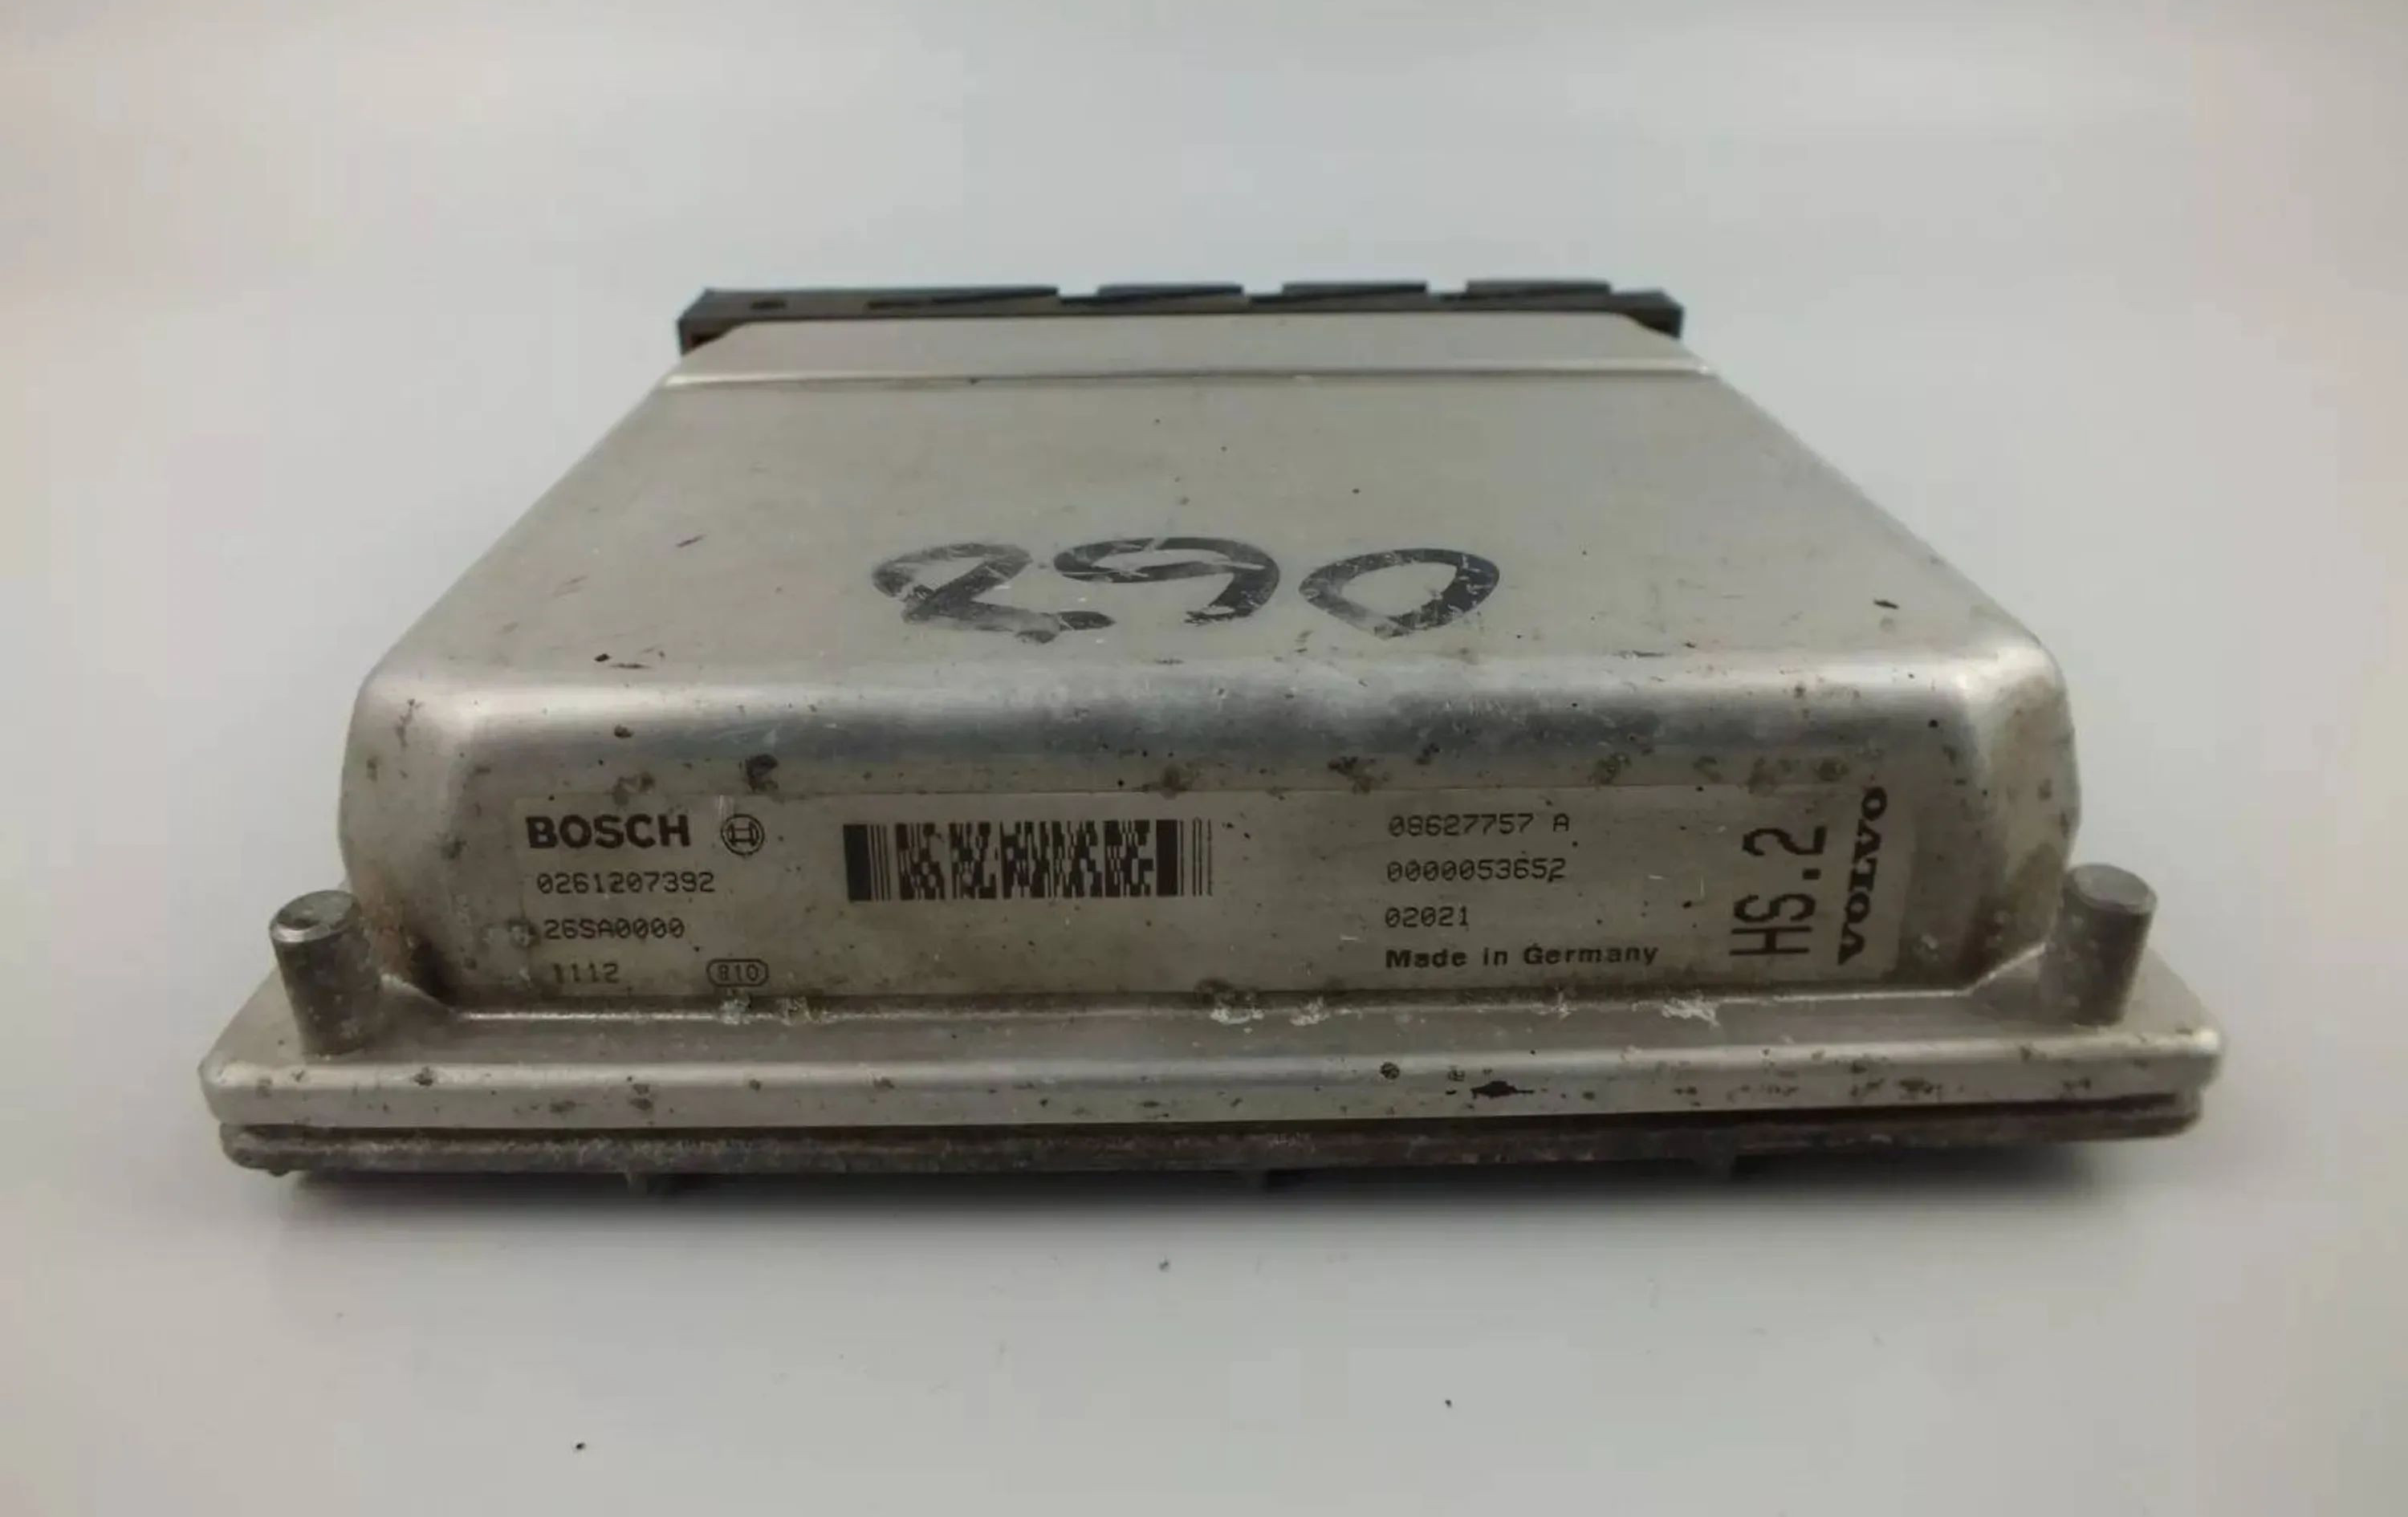 290
BOSCH
0261207392
26SA0000
1112
810
08627757 A
0000053652
02021
Made in Germany
HS.2
VOLVO